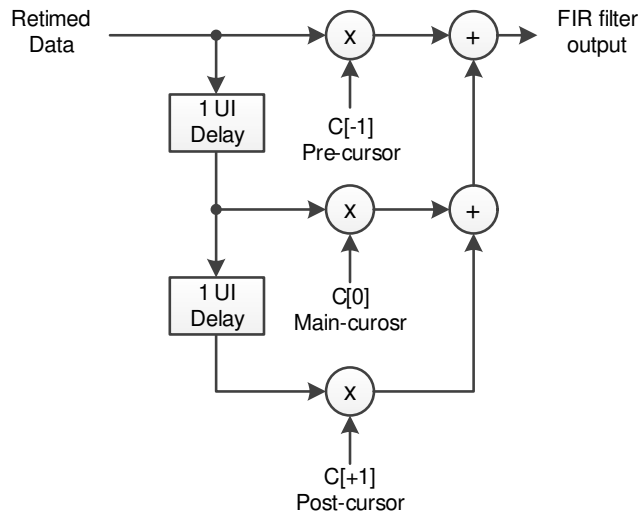 Retimed
Data
x
+
FIR filter
output
1 UI
Delay
C[-1]
Pre-cursor
x
+
1 UI
Delay
C[0]
Main-curosr
x
C[+1]
Post-cursor